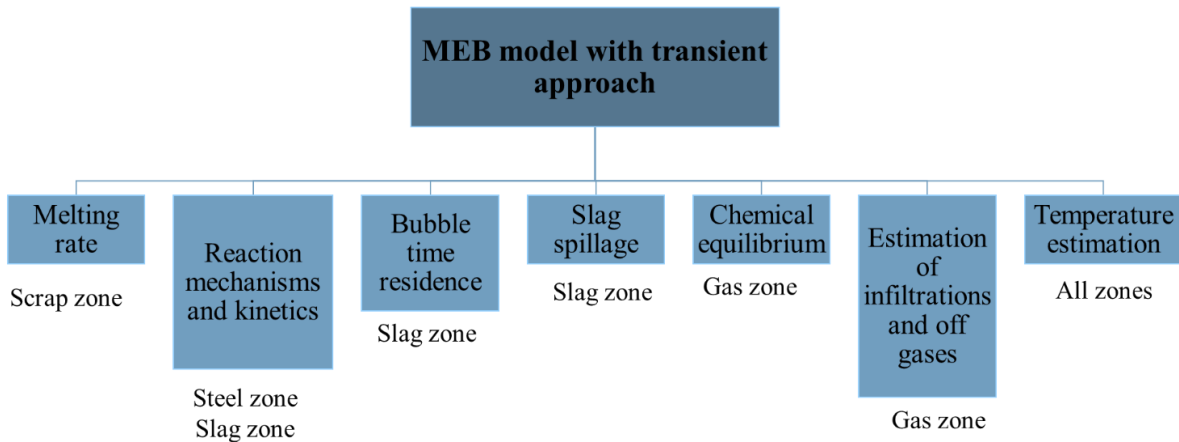 MEB model with transient
approach
Melting
rate
Scrap zone
Reaction
mechanisms
and kinetics
Steel zone
Slag zone
Bubble
time
residence
Slag zone
Slag
spillage
Slag zone
Chemical
equilibrium
Gas zone
Estimation
of
infiltrations
and off
gases
Gas zone
Temperature
estimation
All zones